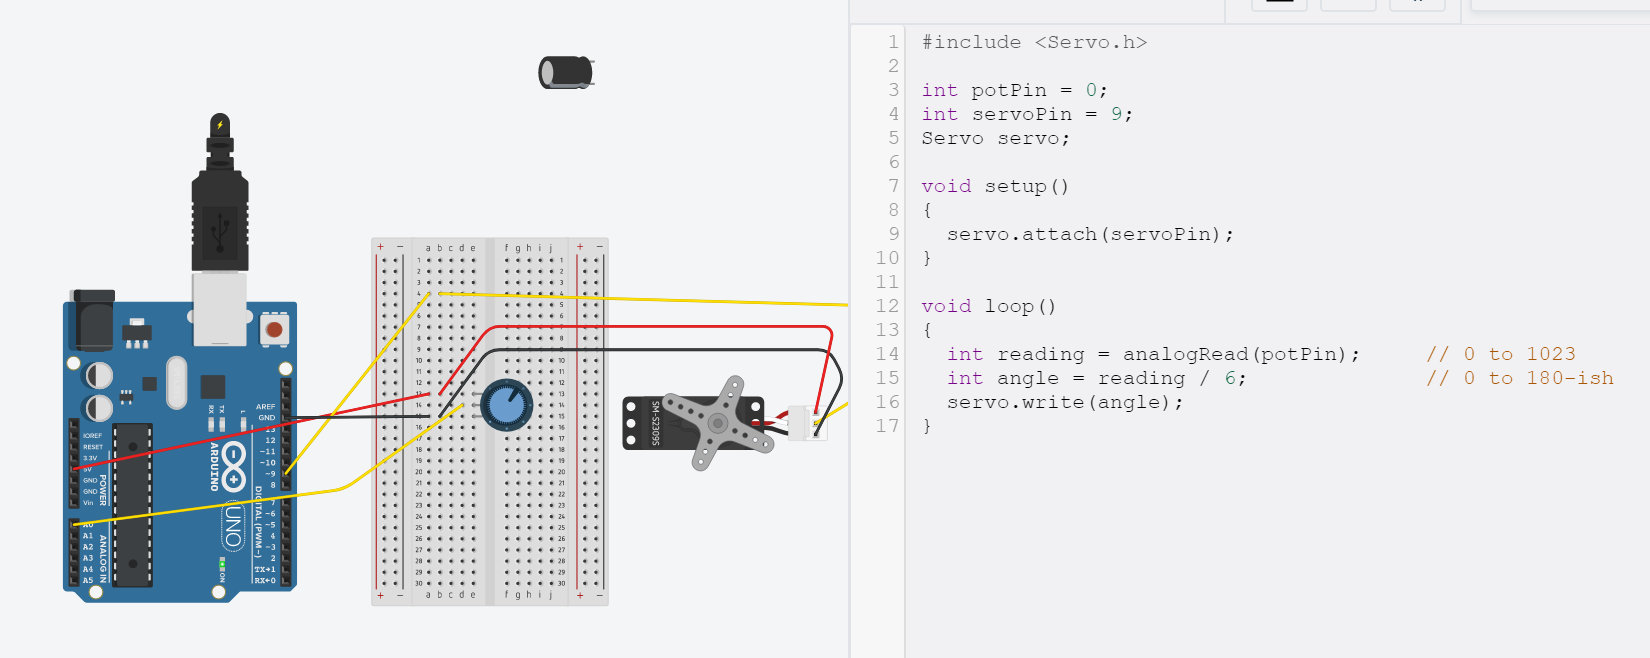 #include <Servo.h>
int potPin = 0;
int servoPin = 9;
Servo servo;
void setup()
{
servo.attach(servoPin);
}
void loop()
{
int reading = analogRead(potPin); // 0 to 1023
int angle = reading / 6; // 0 to 180-ish
servo.write(angle);
}
1
2
3
4
5
6
7
8
9
10
11
12
13
14
15
16
17
AREF
GND
13
12
~11
~10
~9
8
7
~6
~5
4
~3
2
TX→1
RX←0
IOREF
RESET
3.3V
5V
GND
GND
Vin
A0
A1
A2
A3
A4
A5
POWER
ANALOG IN
DIGITAL (PWM~)
ARDUINO
UNO
RX
TX
L
ON
+ − a b c d e f g h i j + −
+ − a b c d e f g h i j + −
SM-S2309S